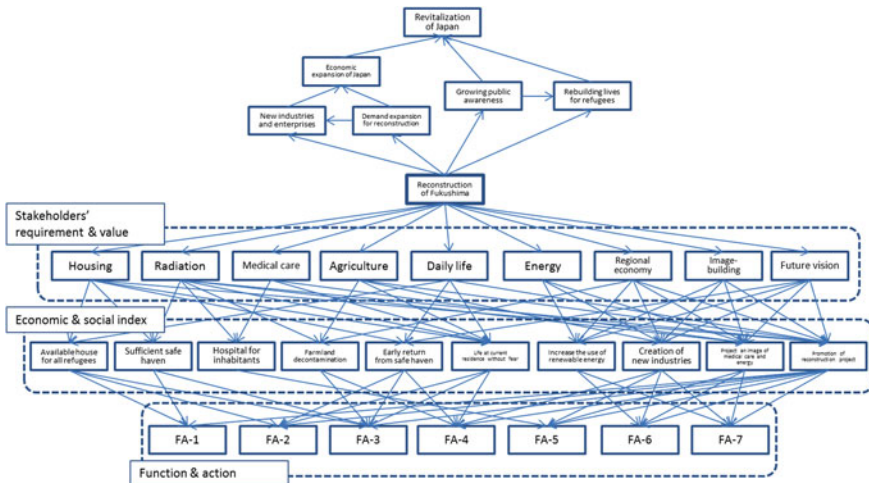 Revitalization
of Japan
Economic
expansion of Japan
Growing public
awareness
Rebuilding lives
for refugees
New industries
and enterprises
Demand expansion
for reconstruction
Reconstruction
of Fukushima
Stakeholders'
requirement & value
Housing
Radiation
Medical care
Agriculture
Daily life
Energy
Regional
economy
Image-
building
Future vision
Economic & social index
Available house
for all refugees
Sufficient safe
haven
Hospital for
inhabitants
Farmland
decontamination
Early return
from safe haven
Life at current
residence without fear
Increase the use of
renewable energy
Creation of
new industries
Project an image of
medical care and
energy
Promotion of
reconstruction project
FA-1
FA-2
FA-3
FA-4
FA-5
FA-6
FA-7
Function & action